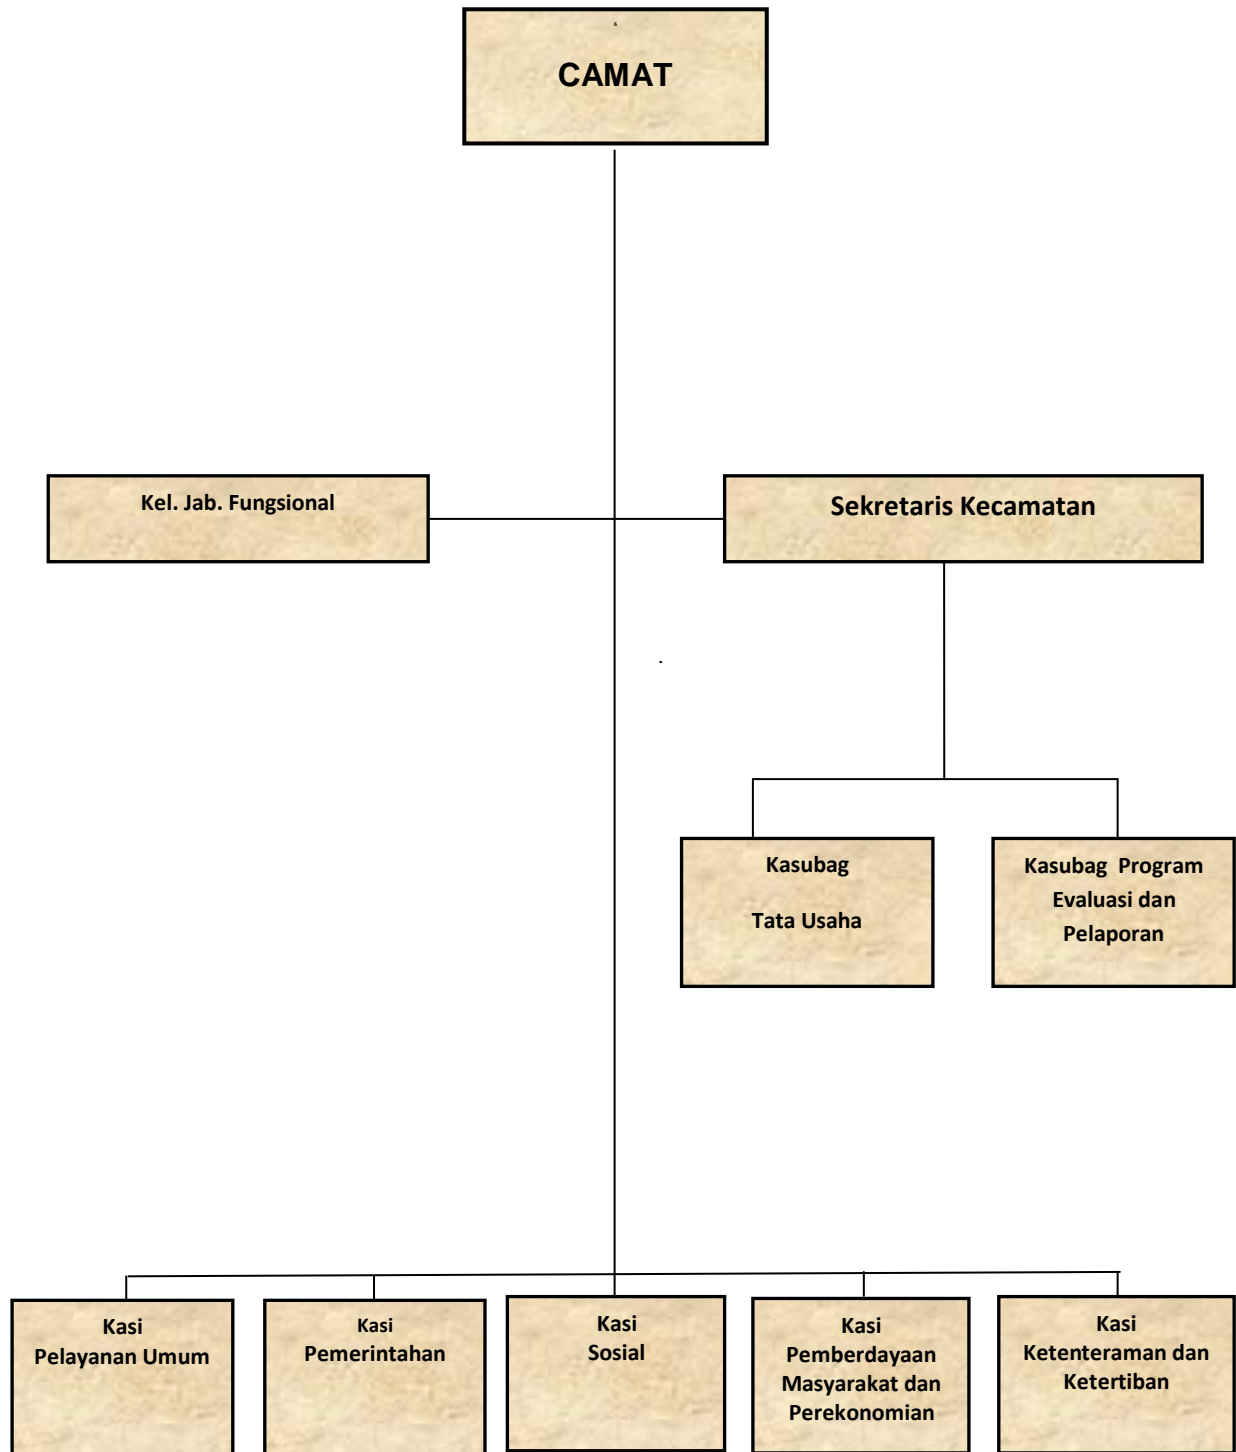 CAMAT
Kel. Jab. Fungsional
Sekretaris Kecamatan
.
Kasubag
Tata Usaha
Kasubag  Program
Evaluasi dan
Pelaporan
Kasi
Pelayanan Umum
Kasi
Pemerintahan
Kasi
Sosial
Kasi
Pemberdayaan
Masyarakat dan
Perekonomian
Kasi
Ketenteraman dan
Ketertiban